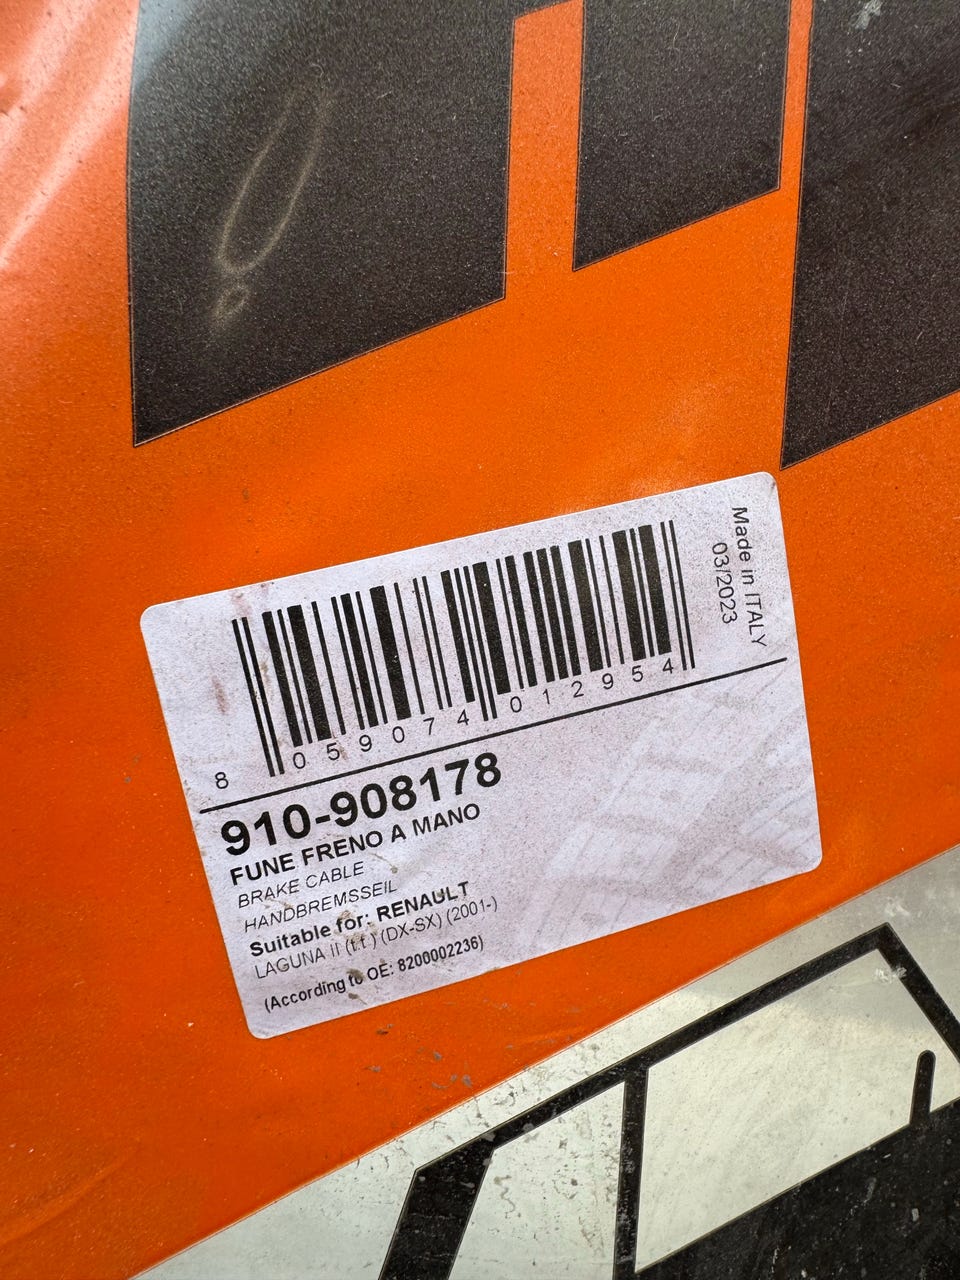 Made in ITALY
03/2023
8 059074 012954
910-908178
FUNE FRENO A MANO
BRAKE CABLE
HANDBREMSSEIL
Suitable for: RENAULT
LAGUNA II (t.t.) (DX-SX) (2001-)
(According to OE: 8200002236)